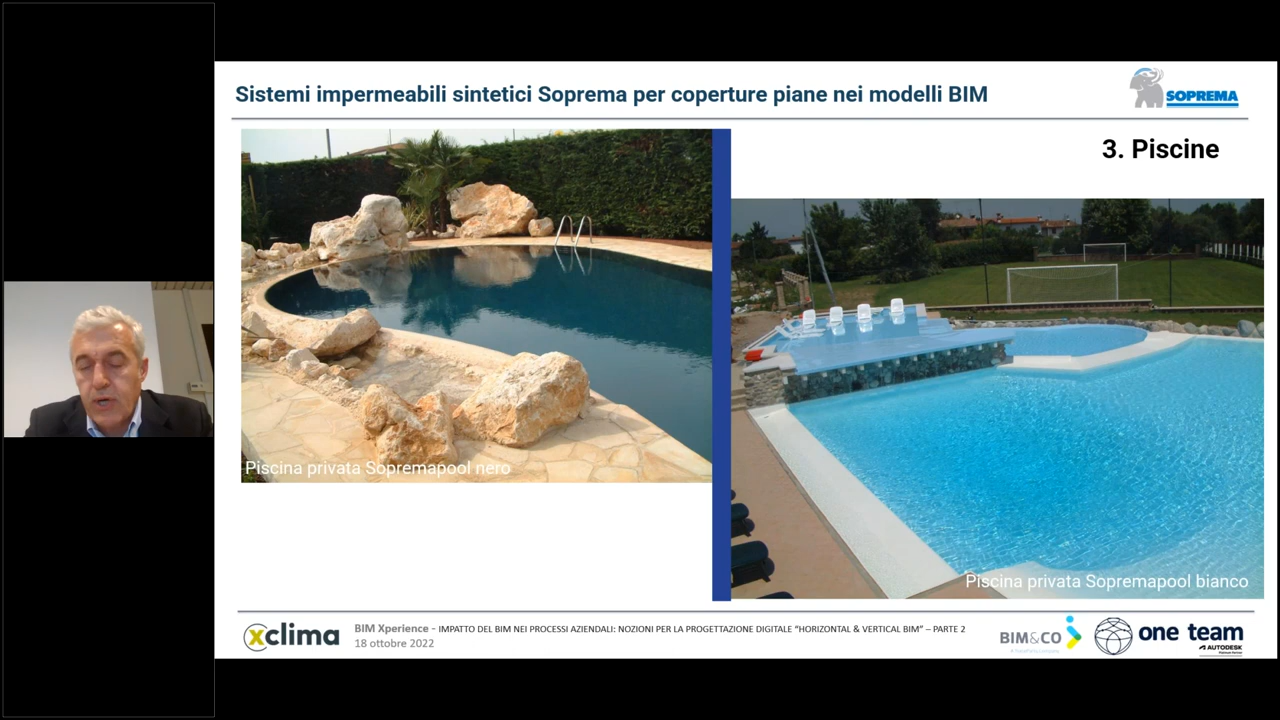 Sistemi impermeabili sintetici Soprema per coperture piane nei modelli BIM
SOPREMA
3. Piscine
Piscina privata Sopremapool nero
Piscina privata Sopremapool bianco
xclima
BIM Xperience - IMPATTO DEL BIM NEI PROCESSI AZIENDALI: NOZIONI PER LA PROGETTAZIONE DIGITALE “HORIZONTAL & VERTICAL BIM” – PARTE 2
18 ottobre 2022
BIM&CO
one team
AUTODESK